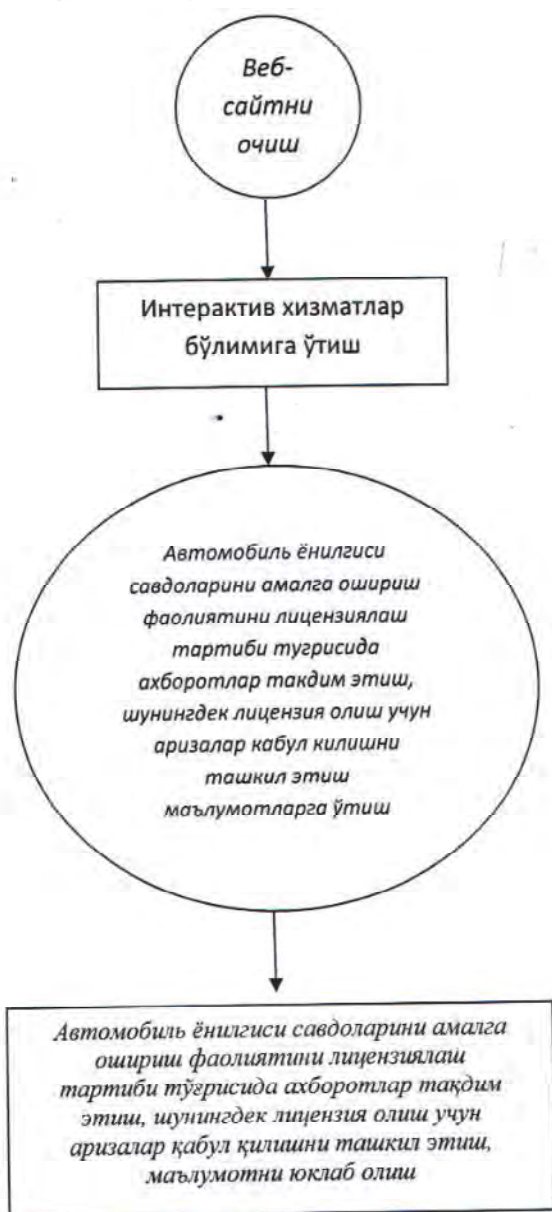 Веб-
сайтни
очиш
Интерактив хизматлар
бўлимига ўтиш
Автомобиль ёнилгиси
савдоларини амалга ошириш
фаолиятини лицензиялаш
тартиби тугрисида
ахборотлар такдим этиш,
шунингдек лицензия олиш учун
аризалар кабул килишни
ташкил этиш
маълумотларга ўтиш
Автомобиль ёнилгиси савдоларини амалга
ошириш фаолиятини лицензиялаш
тартиби тўғрисида ахборотлар тақдим
этиш, шунингдек лицензия олиш учун
аризалар қабул қилишни ташкил этиш,
маълумотни юклаб олиш